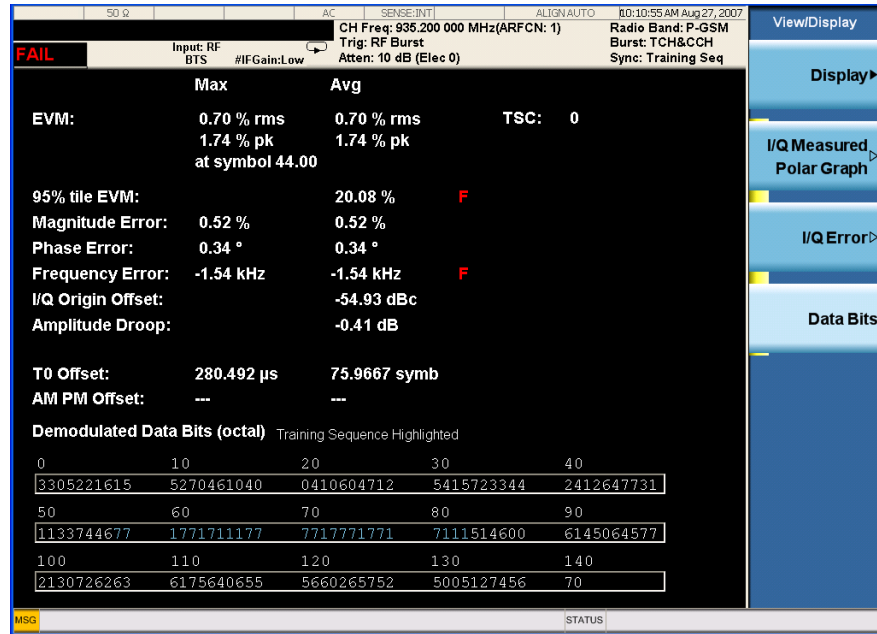 50 Ω AC SENSE:INT ALIGN AUTO 10:10:55 AM Aug 27, 2007
CH Freq: 935.200 000 MHz(ARFCN: 1) Radio Band: P-GSM
Input: RF Trig: RF Burst Burst: TCH&CCH
FAIL BTS #IFGain:Low Atten: 10 dB (Elec 0) Sync: Training Seq
Max Avg
EVM: 0.70 % rms 0.70 % rms TSC: 0
1.74 % pk 1.74 % pk
at symbol 44.00
95% tile EVM: 20.08 % F
Magnitude Error: 0.52 % 0.52 %
Phase Error: 0.34 ° 0.34 °
Frequency Error: -1.54 kHz -1.54 kHz F
I/Q Origin Offset: -54.93 dBc
Amplitude Droop: -0.41 dB
T0 Offset: 280.492 µs 75.9667 symb
AM PM Offset: --- ---
Demodulated Data Bits (octal) Training Sequence Highlighted
0 10 20 30 40
3305221615 5270461040 0410604712 5415723344 2412647731
50 60 70 80 90
1133744677 1771711177 7717771771 7111514600 6145064577
100 110 120 130 140
2130726263 6175640655 5660265752 5005127456 70
MSG STATUS
View/Display
Display
I/Q Measured
Polar Graph
I/Q Error
Data Bits